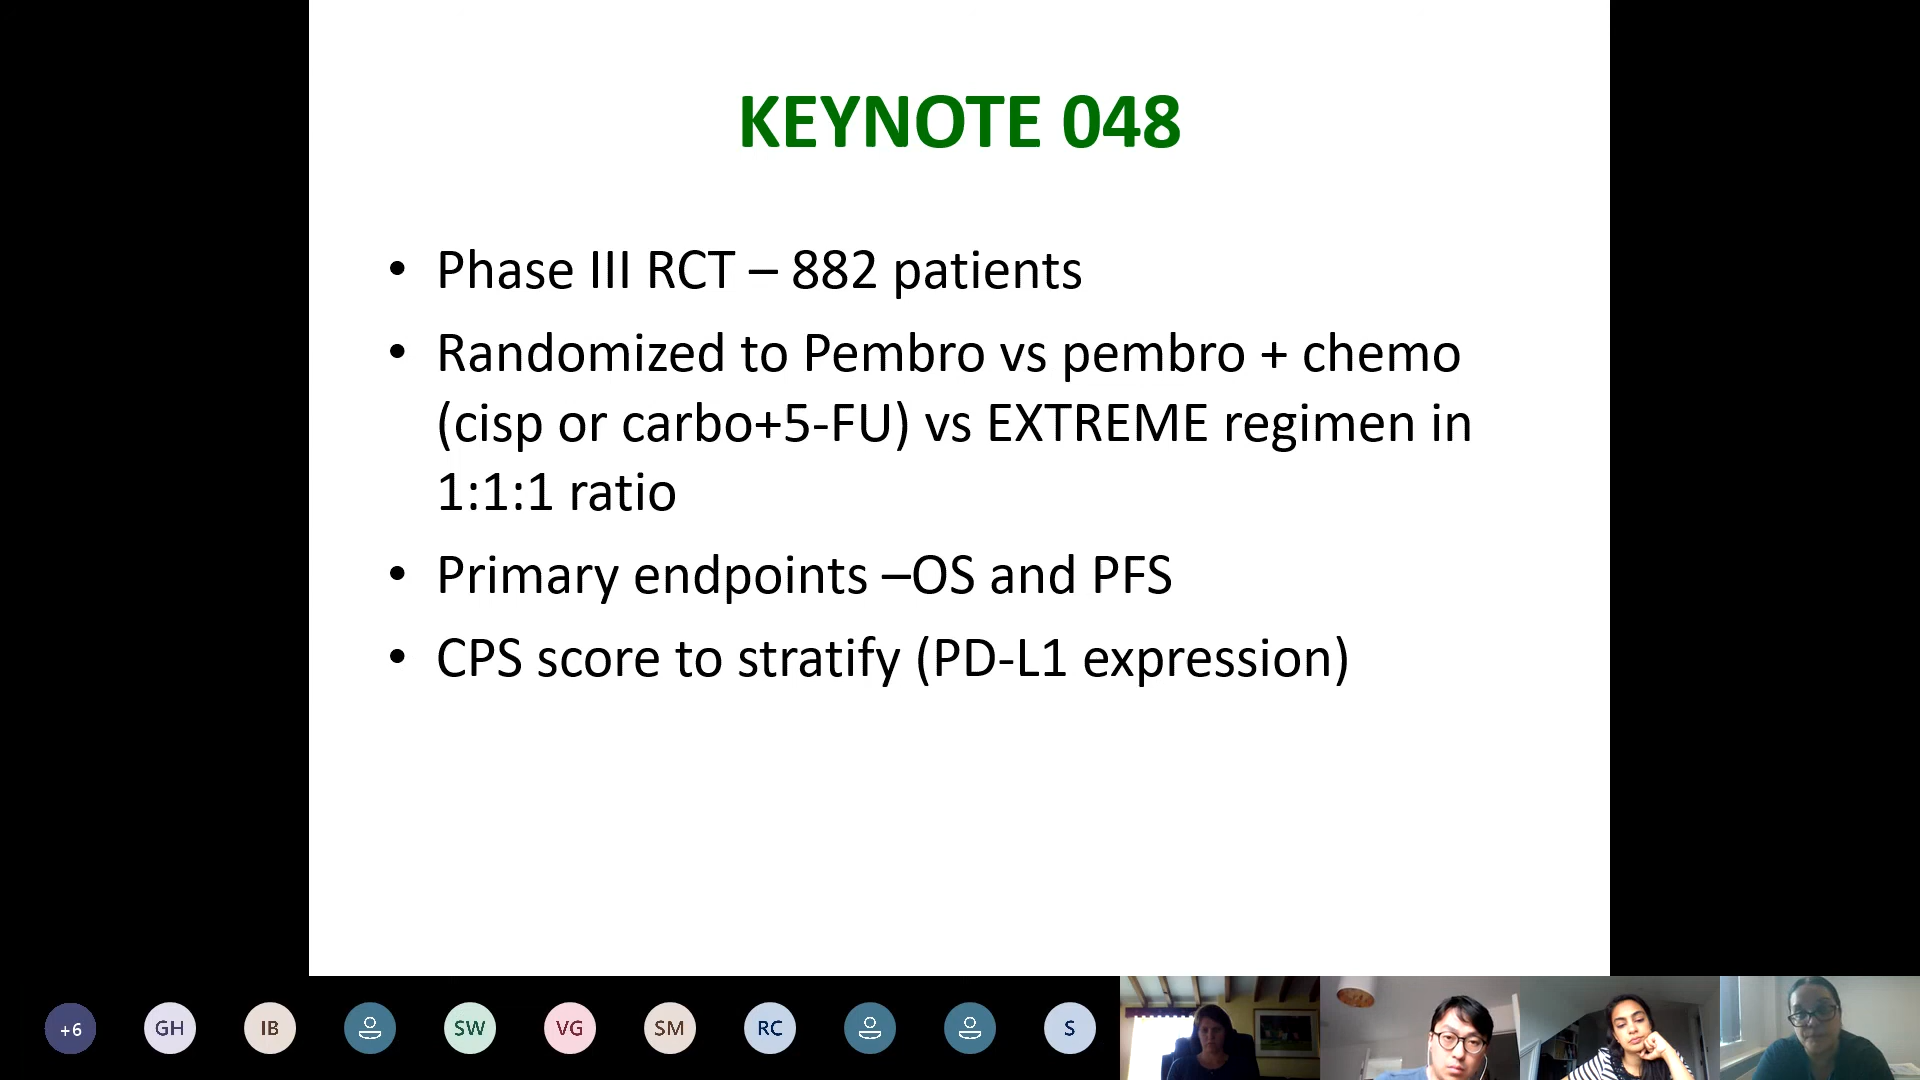 KEYNOTE 048
• Phase III RCT – 882 patients
• Randomized to Pembro vs pembro + chemo
(cisp or carbo+5-FU) vs EXTREME regimen in
1:1:1 ratio
• Primary endpoints –OS and PFS
• CPS score to stratify (PD-L1 expression)
+6 GH IB SW VG SM RC S